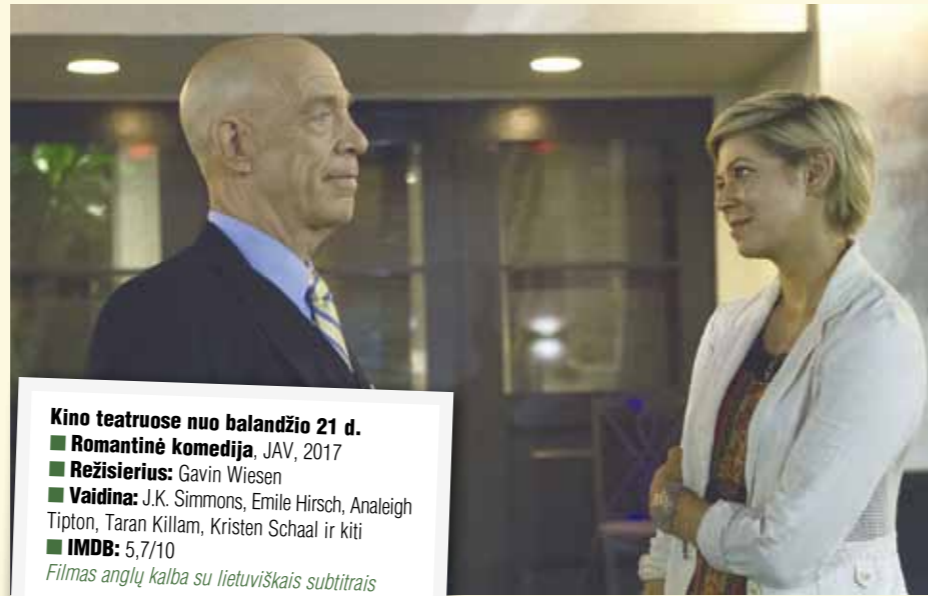 Kino teatruose nuo balandžio 21 d.
■ Romantinė komedija, JAV, 2017
■ Režisierius: Gavin Wiesen
■ Vaidina: J.K. Simmons, Emile Hirsch, Analeigh
Tipton, Taran Killam, Kristen Schaal ir kiti
■ IMDB: 5,7/10
Filmas anglų kalba su lietuviškais subtitrais